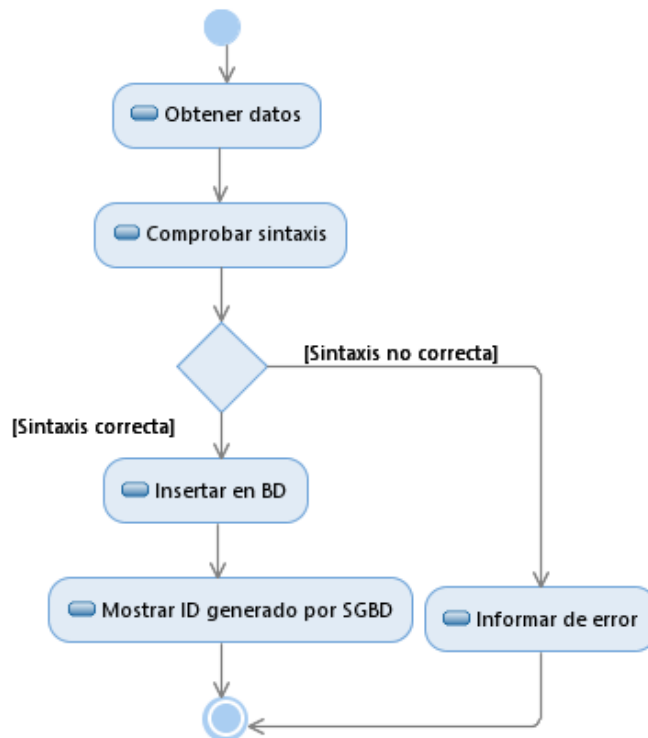 Obtener datos
Comprobar sintaxis
[Sintaxis no correcta]
[Sintaxis correcta]
Insertar en BD
Mostrar ID generado por SGBD
Informar de error